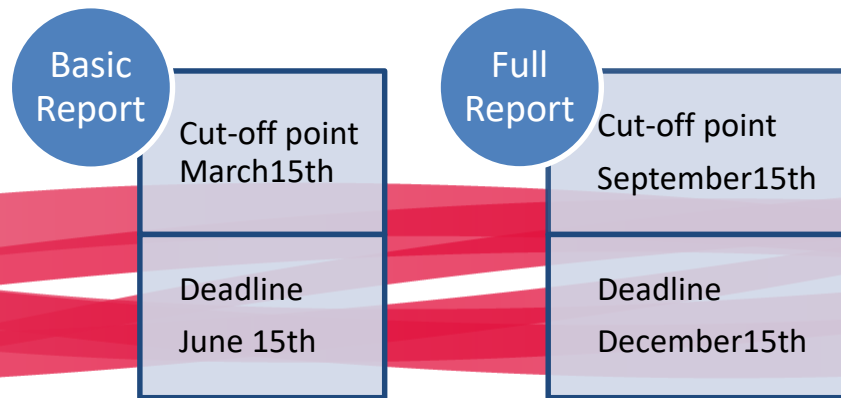 Basic
Report
Cut-off point
March15th
Deadline
June 15th
Full
Report
Cut-off point
September15th
Deadline
December15th